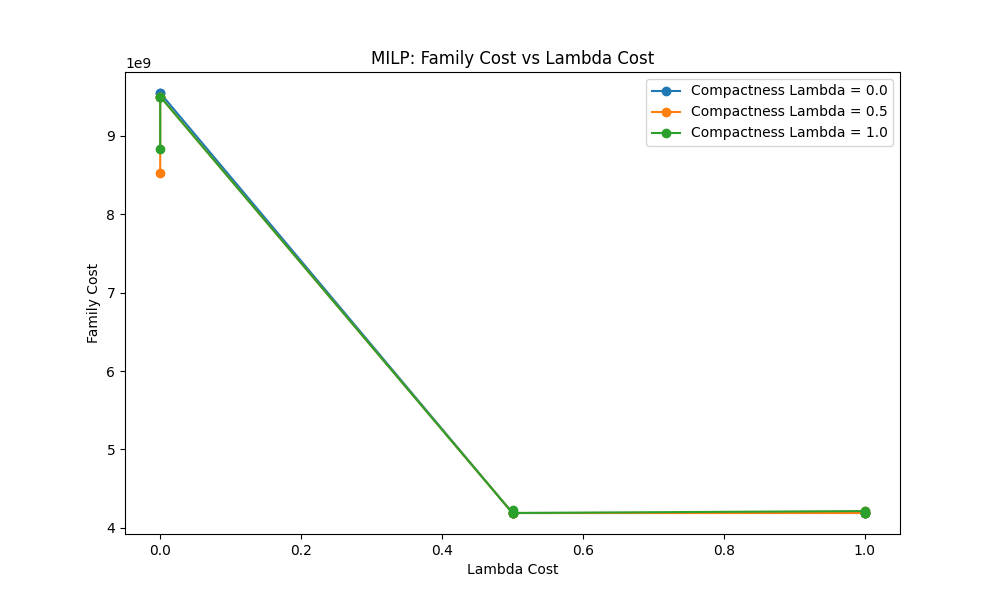 MILP: Family Cost vs Lambda Cost
1e9
Compactness Lambda = 0.0
Compactness Lambda = 0.5
Compactness Lambda = 1.0
9
8
7
6
5
4
Family Cost
0.0 0.2 0.4 0.6 0.8 1.0
Lambda Cost